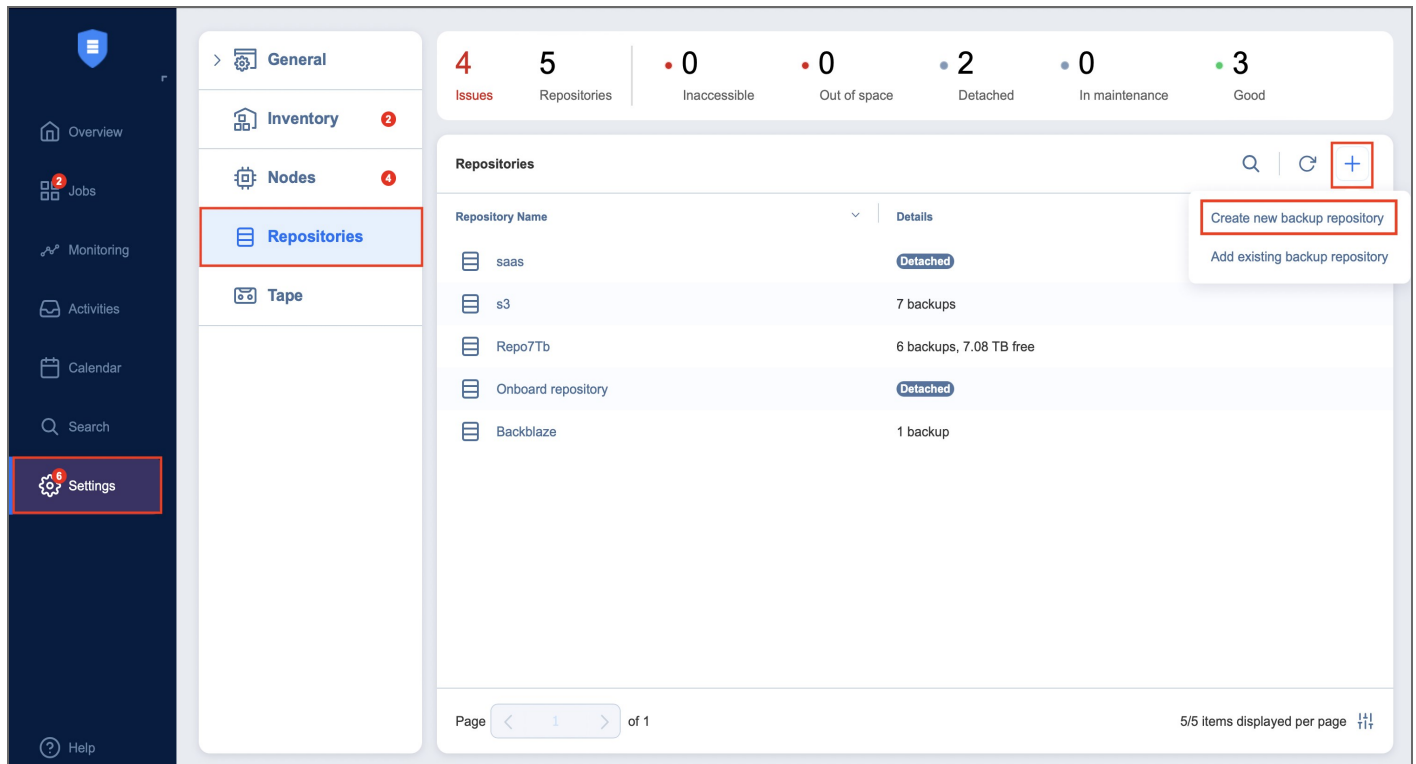 Overview
2
Jobs
Monitoring
Activities
Calendar
Search
6
Settings
Help
General
Inventory 2
Nodes 4
Repositories
Tape
4 5 0 0 2 0 3
Issues Repositories Inaccessible Out of space Detached In maintenance Good
Repositories
Create new backup repository
Add existing backup repository
Repository Name Details
saas Detached
s3 7 backups
Repo7Tb 6 backups, 7.08 TB free
Onboard repository Detached
Backblaze 1 backup
Page 1 of 1 5/5 items displayed per page